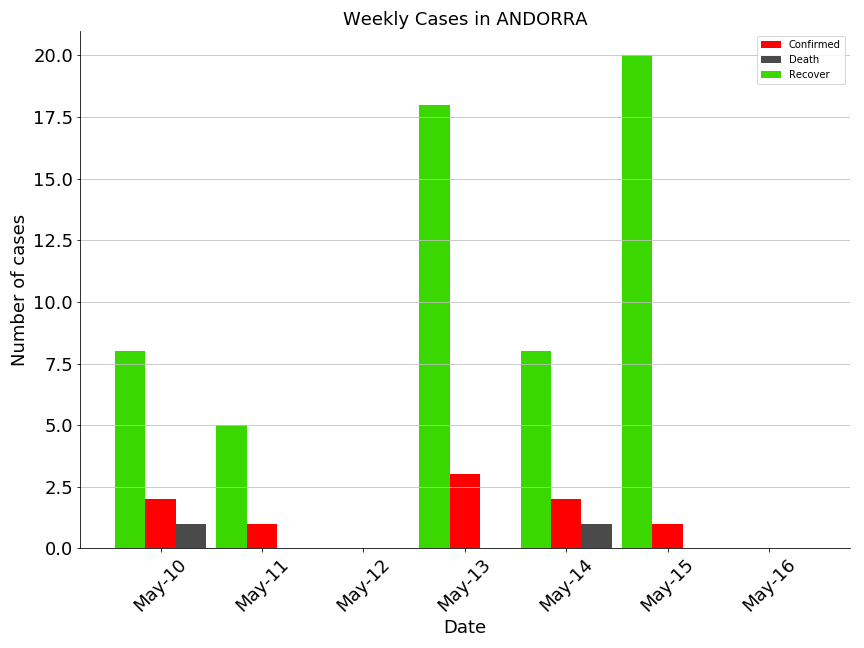 Weekly Cases in ANDORRA
Confirmed
Death
Recover
Number of cases
20.0
17.5
15.0
12.5
10.0
7.5
5.0
2.5
0.0
May-10
May-11
May-12
May-13
May-14
May-15
May-16
Date